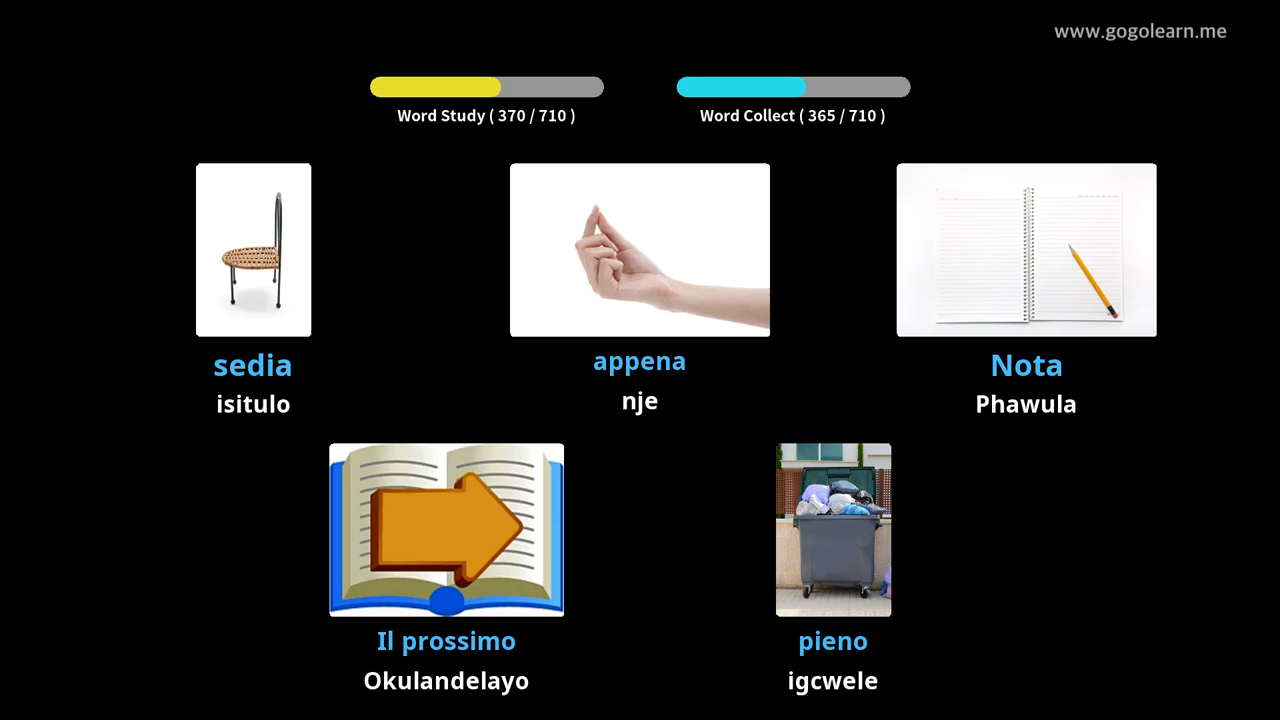 www.gogolearn.me
Word Study ( 370 / 710 )
Word Collect ( 365 / 710 )
sedia
isitulo
appena
nje
Nota
Phawula
Il prossimo
Okulandelayo
pieno
igcwele